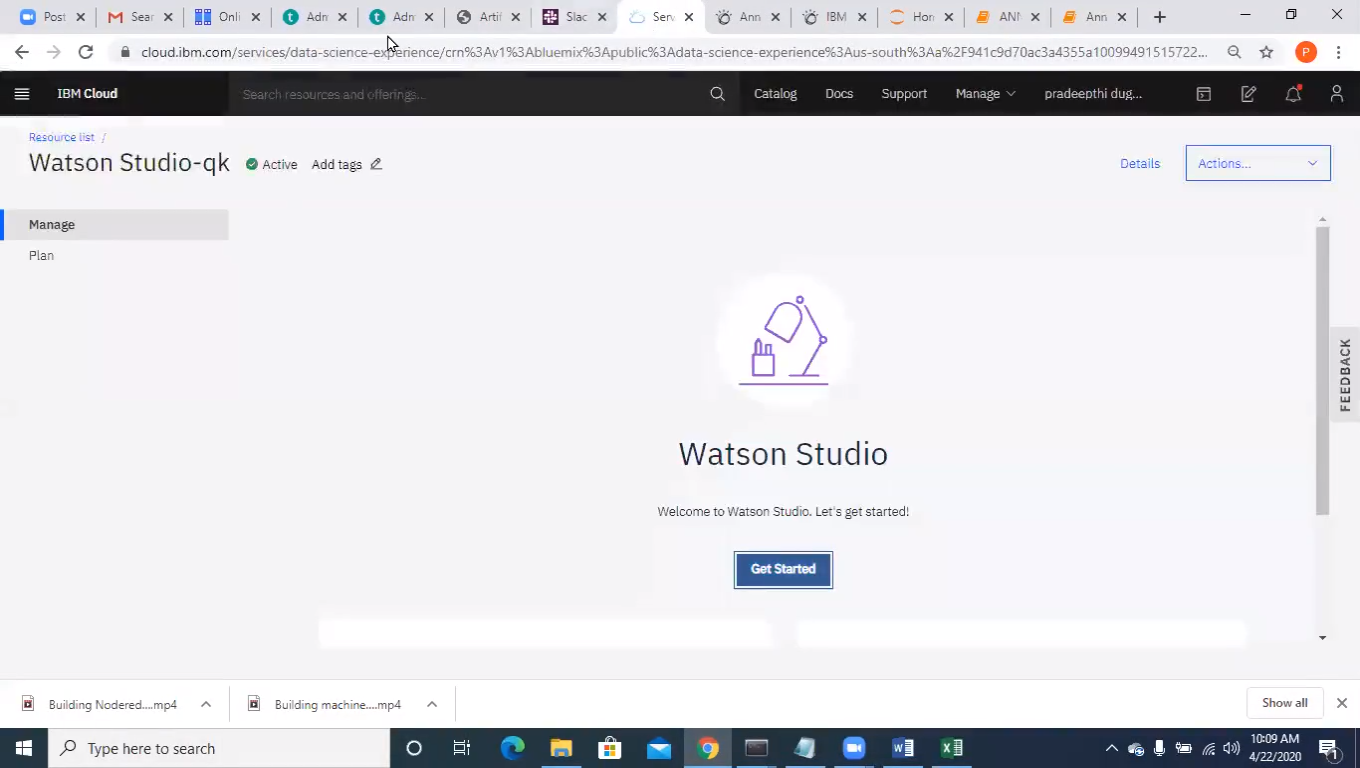 Post
Sear
Onli
Adm
Adm
Artif
Slac
Serv
Ann
IBM
Hom
ANN
Ann
cloud.ibm.com/services/data-science-experience/crn%3Av1%3Abluemix%3Apublic%3Adata-science-experience%3Aus-south%3Aa%2F941c9d70ac3a4355a10099491515722...
P
IBM Cloud
Search resources and offerings...
Catalog
Docs
Support
Manage
pradeepthi dug...
Resource list /
Watson Studio-qk
Active
Add tags
Details
Actions...
Manage
Plan
FEEDBACK
Watson Studio
Welcome to Watson Studio. Let's get started!
Get Started
Building Nodered....mp4
Building machine....mp4
Show all
Type here to search
10:09 AM
4/22/2020
1